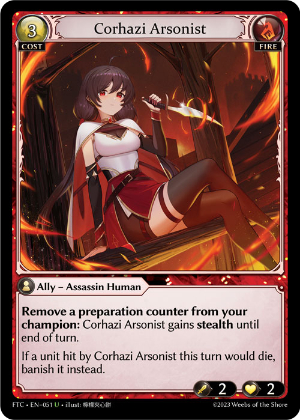 3
Corhazi Arsonist
COST
FIRE
Ally – Assassin Human
Remove a preparation counter from your
champion: Corhazi Arsonist gains stealth until
end of turn.
If a unit hit by Corhazi Arsonist this turn would die,
banish it instead.
2 2
FTC • EN–051 U • illust:
©2023 Weebs of the Shore